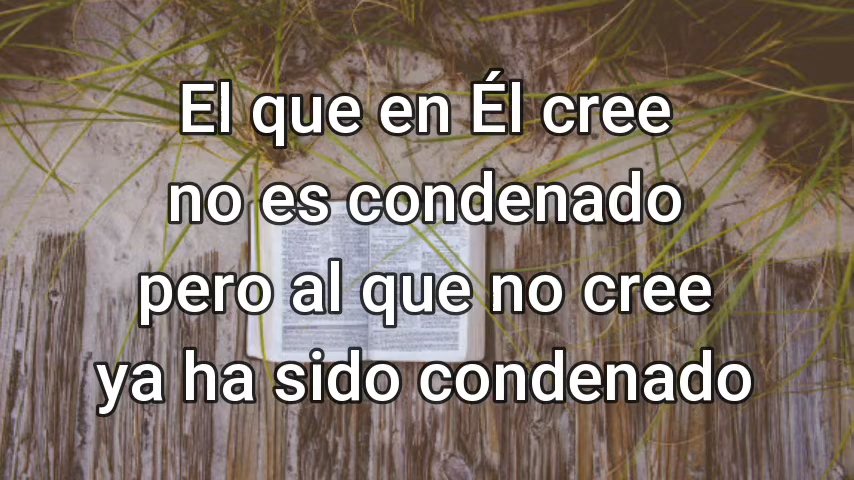 El que en Él cree
no es condenado
pero al que no cree
ya ha sido condenado